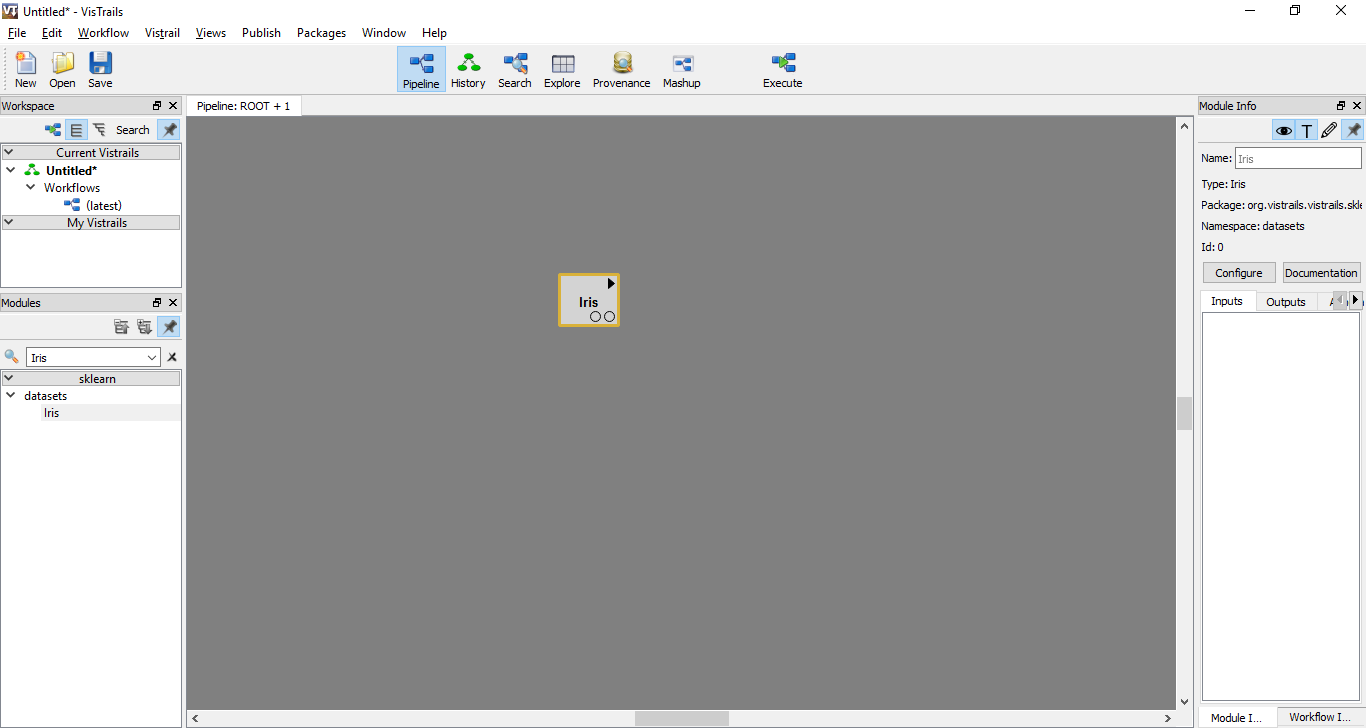 Untitled* - VisTrails
File Edit Workflow Vistrail Views Publish Packages Window Help
New Open Save Pipeline History Search Explore Provenance Mashup Execute
Workspace
Search
Current Vistrails
Untitled*
Workflows
(latest)
My Vistrails
Modules
Iris
sklearn
datasets
Iris
Pipeline: ROOT + 1
Iris
Module Info
Name: Iris
Type: Iris
Package: org.vistrails.vistrails.skle
Namespace: datasets
Id: 0
Configure Documentation
Inputs Outputs
Module I... Workflow I...